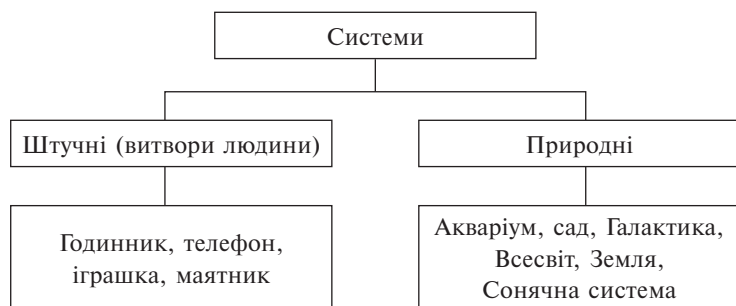 Системи
Штучні (витвори людини)
Природні
Годинник, телефон,
іграшка, маятник
Акваріум, сад, Галактика,
Всесвіт, Земля,
Сонячна система